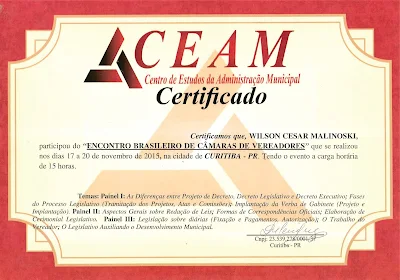 CEAM
Centro de Estudos da Administração Municipal
Certificado
Certificamos que, WILSON CESAR MALINOSKI,
participou do "ENCONTRO BRASILEIRO DE CÂMARAS DE VEREADORES" que se realizou
nos dias 17 a 20 de novembro de 2015, na cidade de CURITIBA - PR. Tendo o evento a carga horária
de 15 horas.
Temas: Painel I: As Diferenças entre Projeto de Decreto, Decreto Legislativo e Decreto Executivo; Fases
do Processo Legislativo (Tramitação dos Projetos, Atas e Comissões); Implantação da Verba de Gabinete (Projeto e
Implantação). Painel II: Aspectos Gerais sobre Redação de Leis; Formas de Correspondências Oficiais; Elaboração de
Cerimonial Legislativo. Painel III: Legislação sobre diárias (Fixação e Pagamentos, Autorização); O Trabalho do
Vereador; O Legislativo Auxiliando o Desenvolvimento Municipal.
Curitiba - PR.